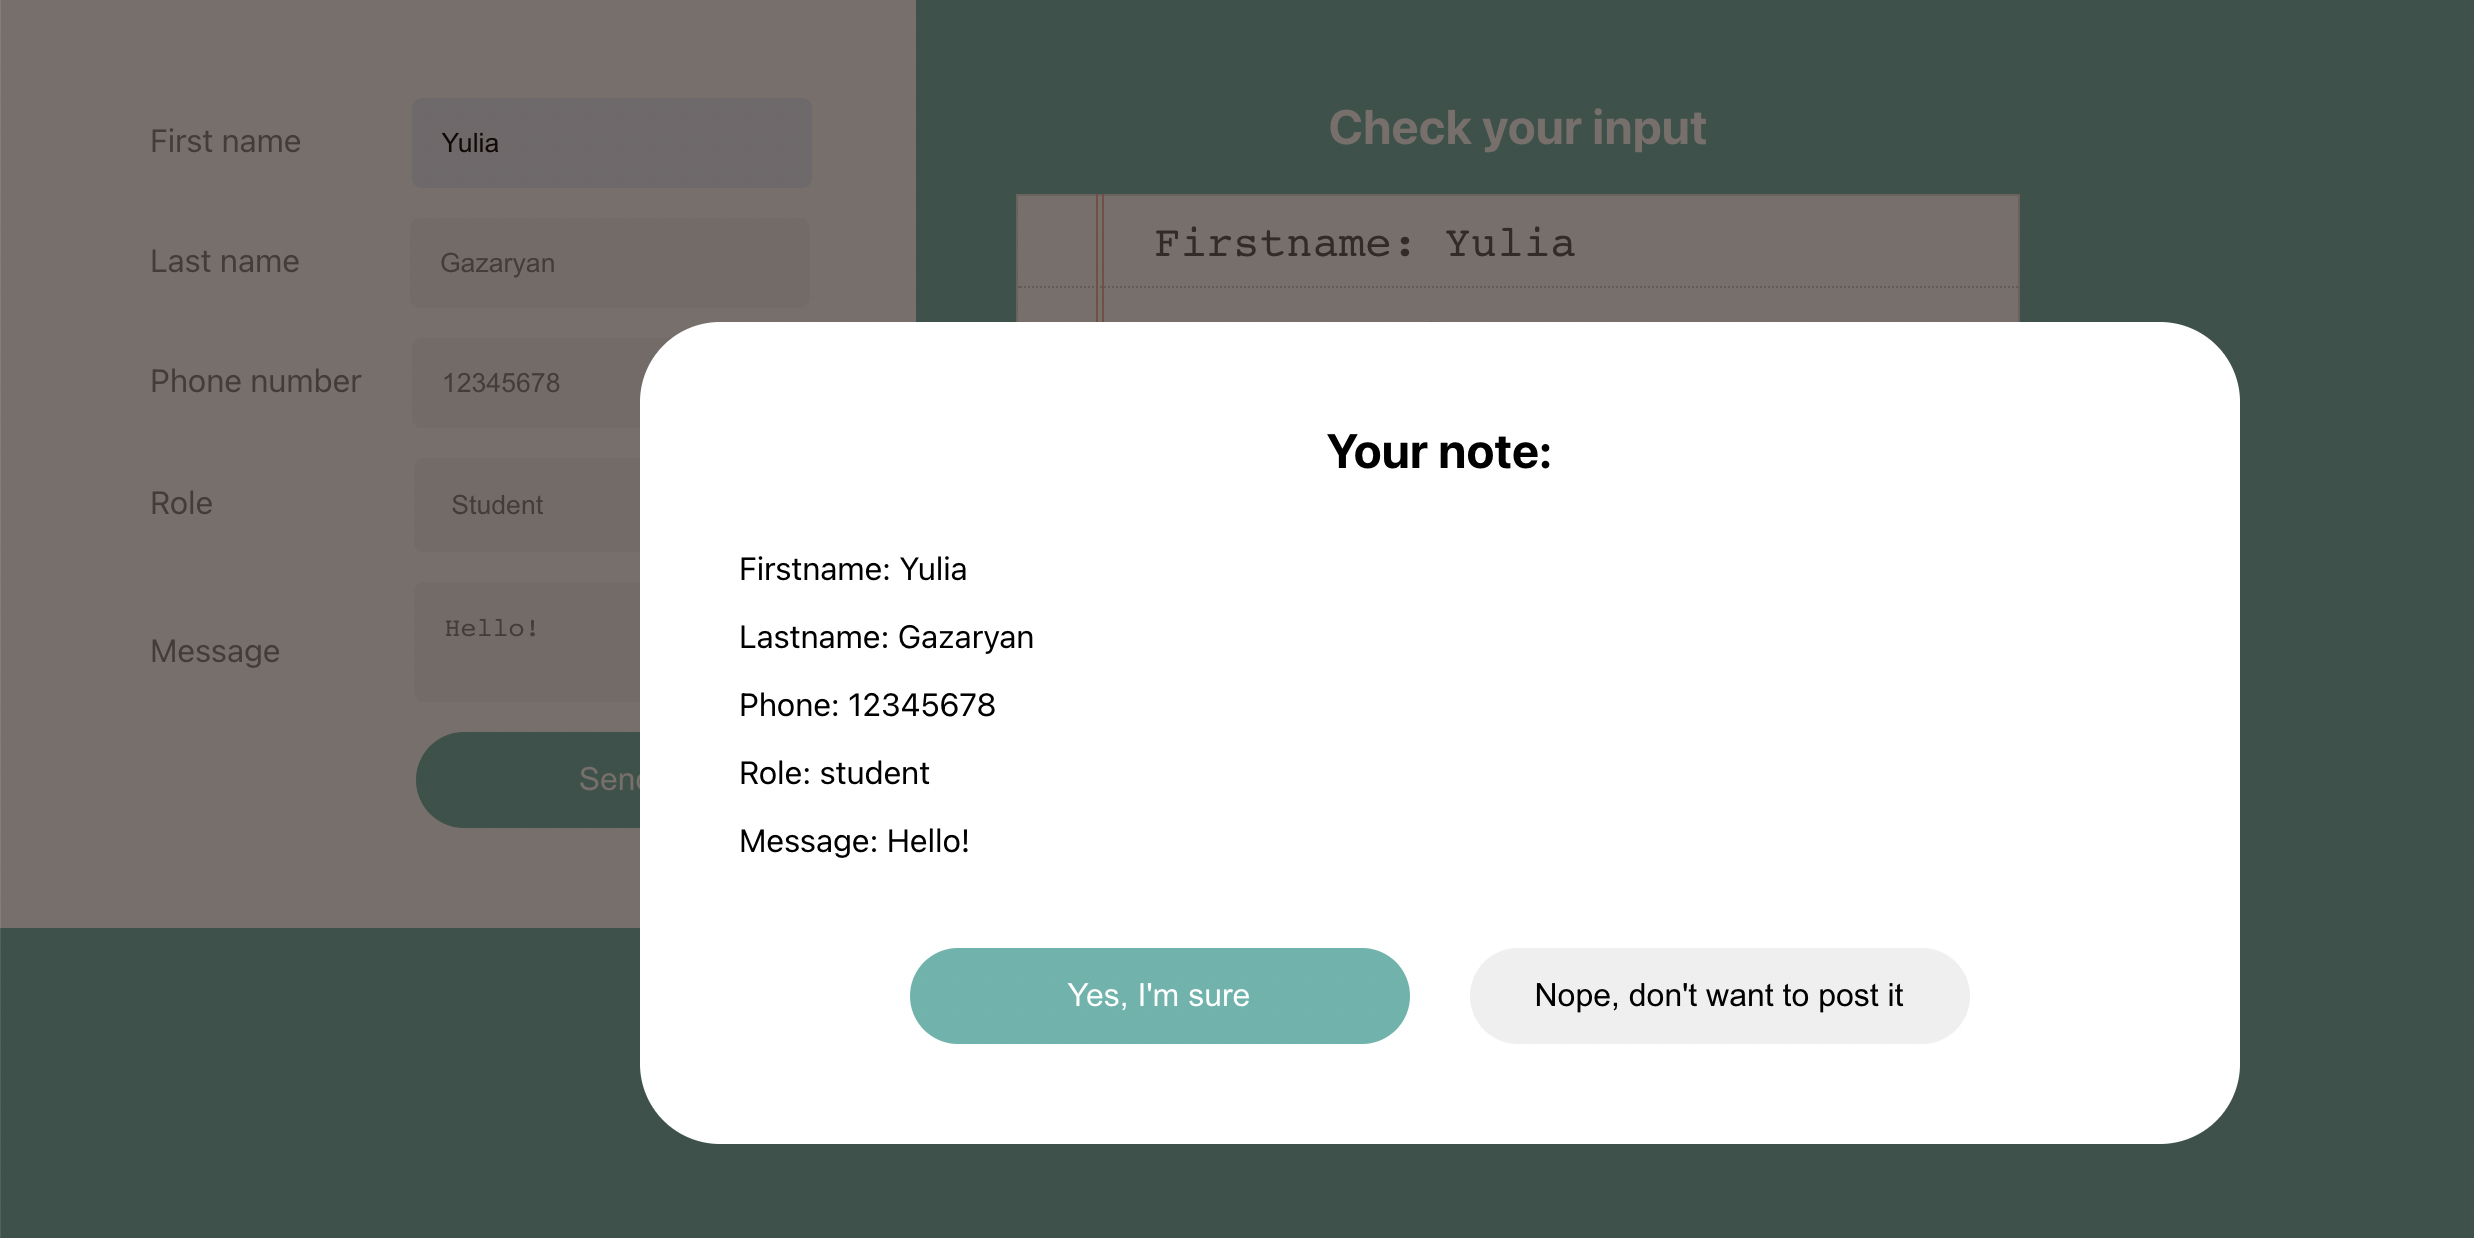 First name
Yulia
Last name
Gazaryan
Phone number
12345678
Role
Student
Message
Hello!
Check your input
Firstname: Yulia
Your note:
Firstname: Yulia
Lastname: Gazaryan
Phone: 12345678
Role: student
Message: Hello!
Yes, I'm sure
Nope, don't want to post it